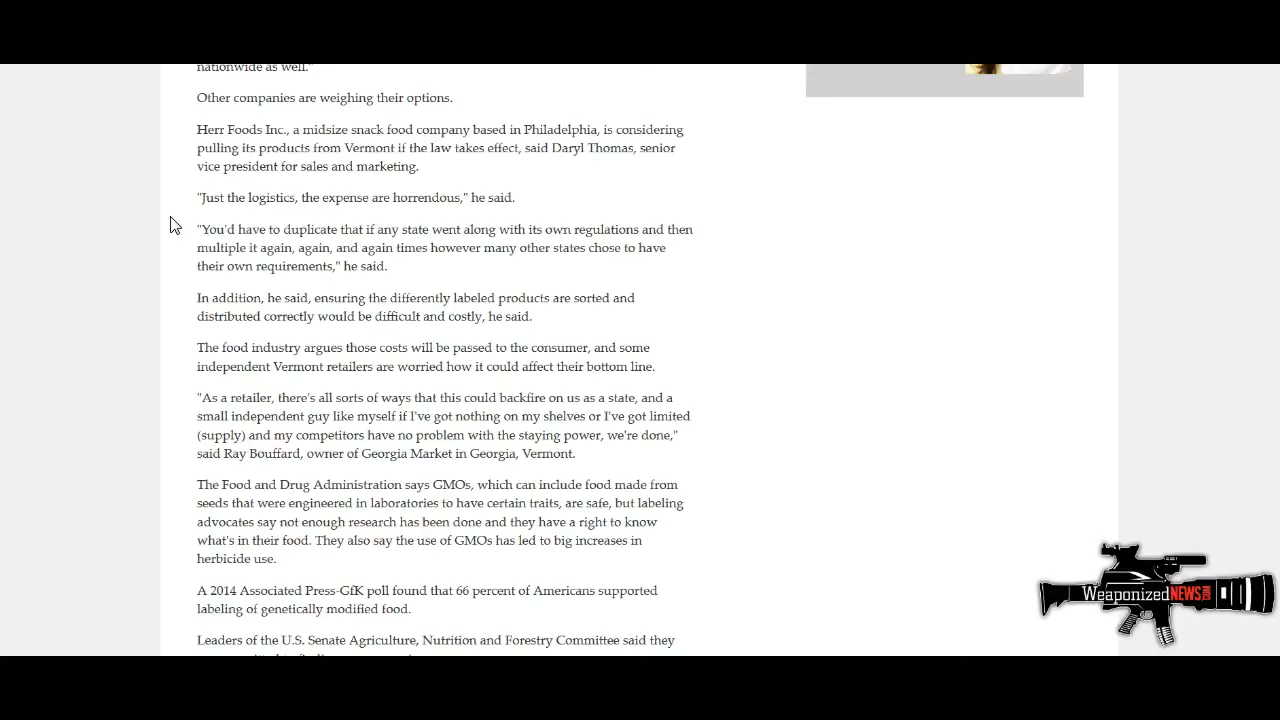 nationwide as well."
Other companies are weighing their options.
Herr Foods Inc., a midsize snack food company based in Philadelphia, is considering
pulling its products from Vermont if the law takes effect, said Daryl Thomas, senior
vice president for sales and marketing.
"Just the logistics, the expense are horrendous," he said.
"You'd have to duplicate that if any state went along with its own regulations and then
multiple it again, again, and again times however many other states chose to have
their own requirements," he said.
In addition, he said, ensuring the differently labeled products are sorted and
distributed correctly would be difficult and costly, he said.
The food industry argues those costs will be passed to the consumer, and some
independent Vermont retailers are worried how it could affect their bottom line.
"As a retailer, there's all sorts of ways that this could backfire on us as a state, and a
small independent guy like myself if I've got nothing on my shelves or I've got limited
(supply) and my competitors have no problem with the staying power, we're done,"
said Ray Bouffard, owner of Georgia Market in Georgia, Vermont.
The Food and Drug Administration says GMOs, which can include food made from
seeds that were engineered in laboratories to have certain traits, are safe, but labeling
advocates say not enough research has been done and they have a right to know
what's in their food. They also say the use of GMOs has led to big increases in
herbicide use.
A 2014 Associated Press-GfK poll found that 66 percent of Americans supported
labeling of genetically modified food.
Leaders of the U.S. Senate Agriculture, Nutrition and Forestry Committee said they
WeaponizedNEWS.COM